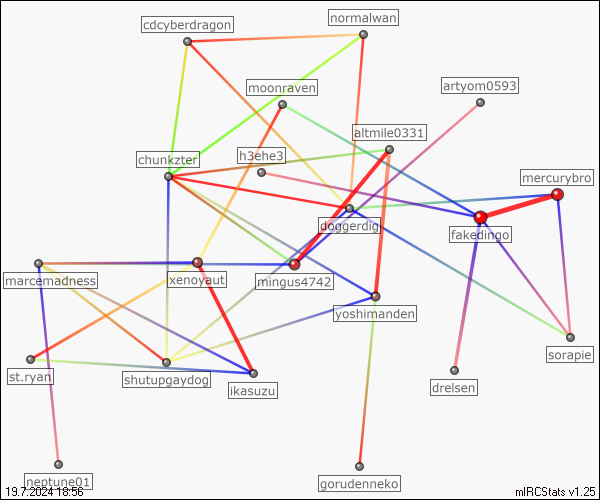 normalwan
cdcyberdragon
moonraven
artyom0593
altmile0331
chunkzter
h3ehe3
mercurybro
doggerdig
fakedingo
marcemadness
xenoyaut
mingus4742
yoshimanden
sorapie
st.ryan
shutupgaydog
ikasuzu
drelsen
neptune01
gorudenneko
19.7.2024 18:56
mIRCStats v1.25